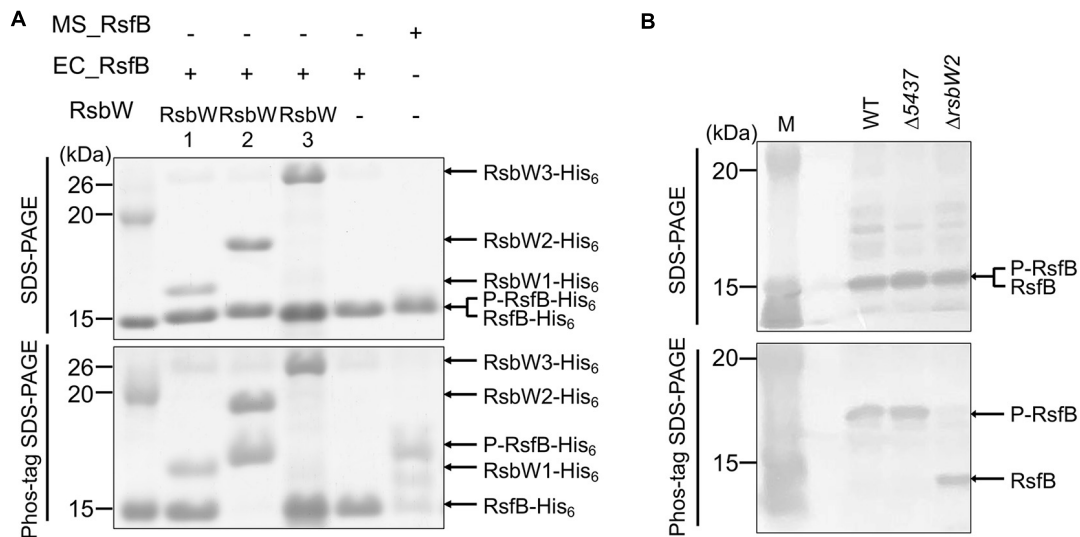 A
MS_RsfB - - - - +
EC_RsfB + + + + -
RsbW RsbW 1 RsbW 2 RsbW 3 - -
(kDa)
SDS-PAGE
26
20
15
RsbW3-His6
RsbW2-His6
RsbW1-His6
P-RsfB-His6
RsfB-His6
Phos-tag SDS-PAGE
26
20
15
RsbW3-His6
RsbW2-His6
P-RsfB-His6
RsbW1-His6
RsfB-His6
B
(kDa) M WT Δ5437 ΔrsbW2
SDS-PAGE
20
15
P-RsfB
RsfB
Phos-tag SDS-PAGE
20
15
P-RsfB
RsfB